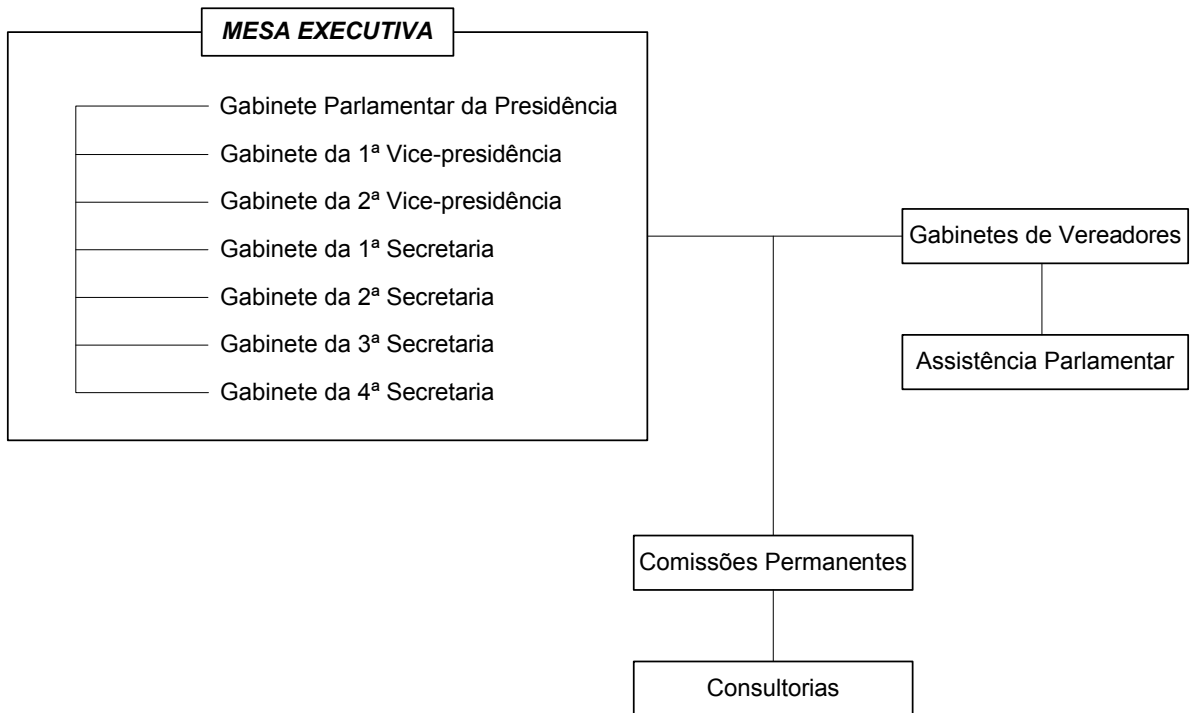 MESA EXECUTIVA
Gabinete Parlamentar da Presidência
Gabinete da 1ª Vice-presidência
Gabinete da 2ª Vice-presidência
Gabinete da 1ª Secretaria
Gabinete da 2ª Secretaria
Gabinete da 3ª Secretaria
Gabinete da 4ª Secretaria
Gabinetes de Vereadores
Assistência Parlamentar
Comissões Permanentes
Consultorias